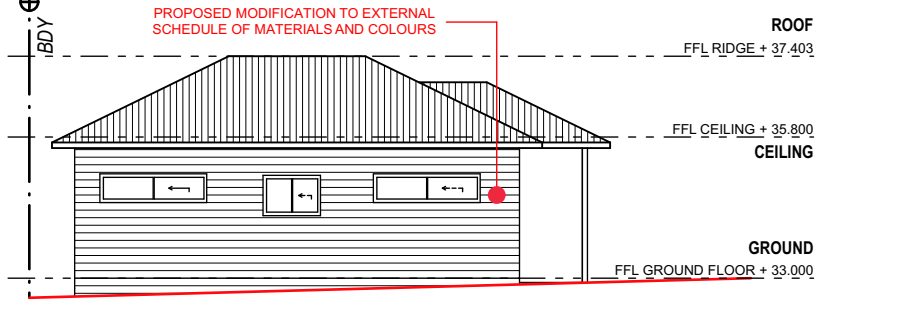 PROPOSED MODIFICATION TO EXTERNAL
SCHEDULE OF MATERIALS AND COLOURS
BDY
ROOF
FFL RIDGE + 37.403
FFL CEILING + 35.800
CEILING
GROUND
FFL GROUND FLOOR + 33.000